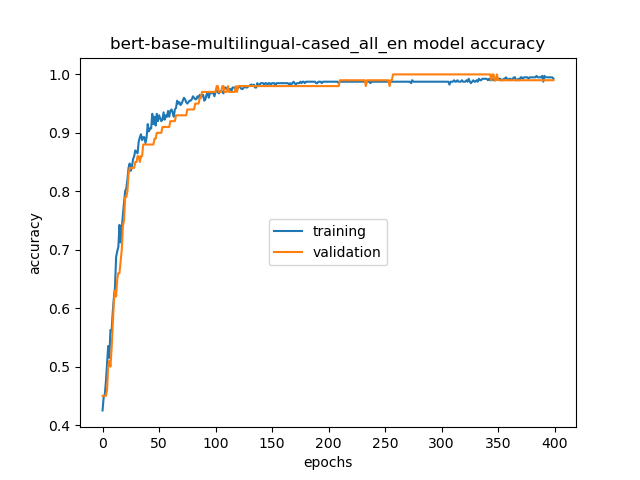 bert-base-multilingual-cased_all_en model accuracy
1.0
0.9
0.8
0.7
0.6
0.5
0.4
accuracy
training
validation
0 50 100 150 200 250 300 350 400
epochs